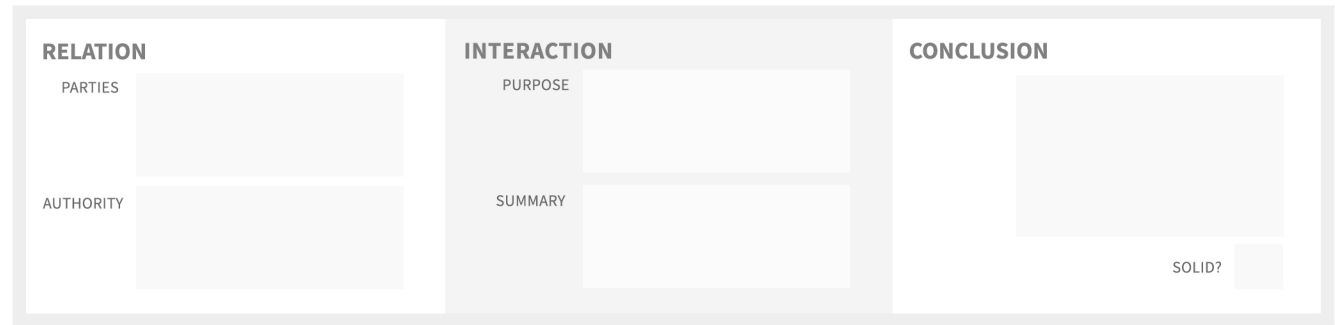 RELATION
PARTIES
AUTHORITY
INTERACTION
PURPOSE
SUMMARY
CONCLUSION
SOLID?